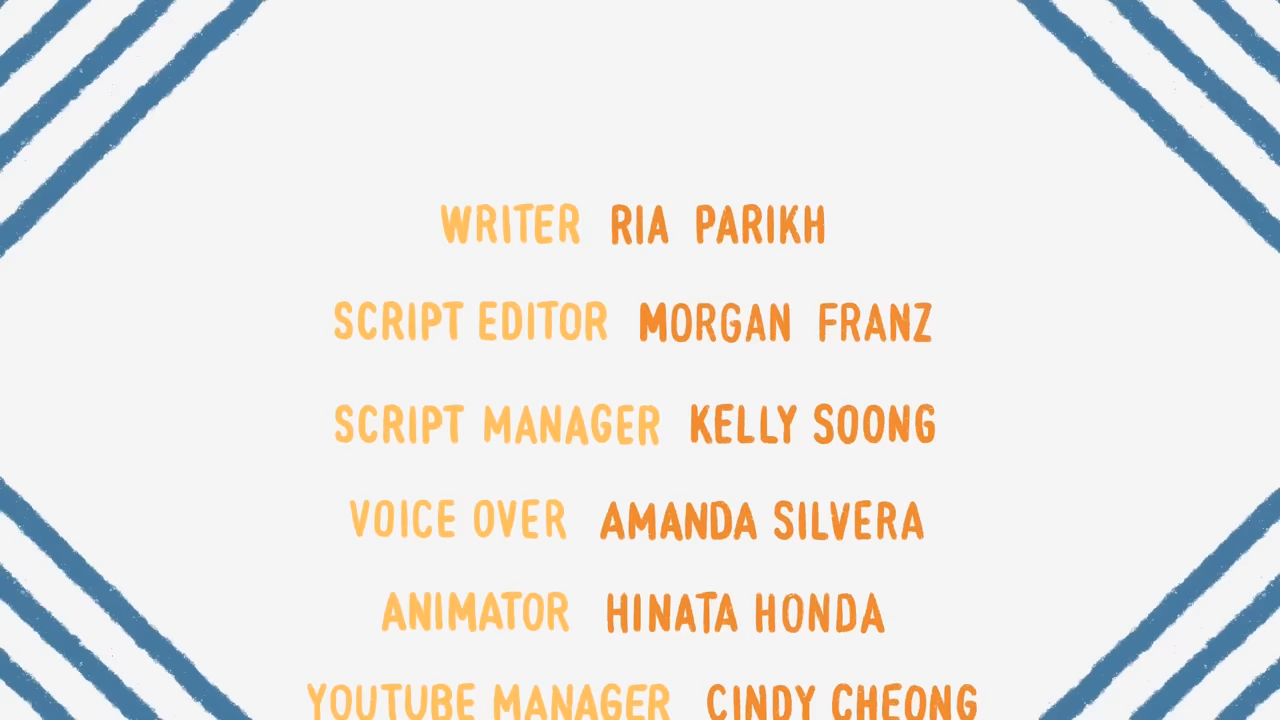 WRITER RIA PARIKH
SCRIPT EDITOR MORGAN FRANZ
SCRIPT MANAGER KELLY SOONG
VOICE OVER AMANDA SILVERA
ANIMATOR HINATA HONDA
YOUTUBE MANAGER CINDY CHEONG